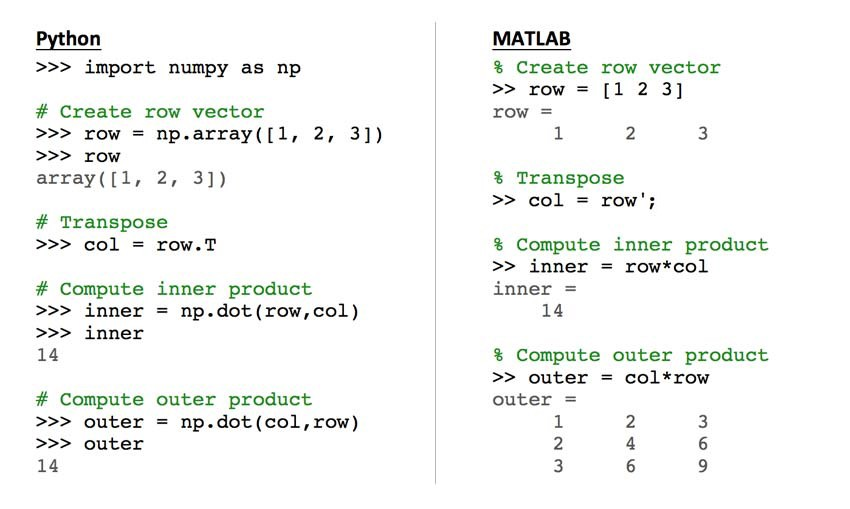 Python
>>> import numpy as np
# Create row vector
>>> row = np.array([1, 2, 3])
>>> row
array([1, 2, 3])
# Transpose
>>> col = row.T
# Compute inner product
>>> inner = np.dot(row,col)
>>> inner
14
# Compute outer product
>>> outer = np.dot(col,row)
>>> outer
14
MATLAB
% Create row vector
>> row = [1 2 3]
row =
1 2 3
% Transpose
>> col = row';
% Compute inner product
>> inner = row*col
inner =
14
% Compute outer product
>> outer = col*row
outer =
1 2 3
2 4 6
3 6 9